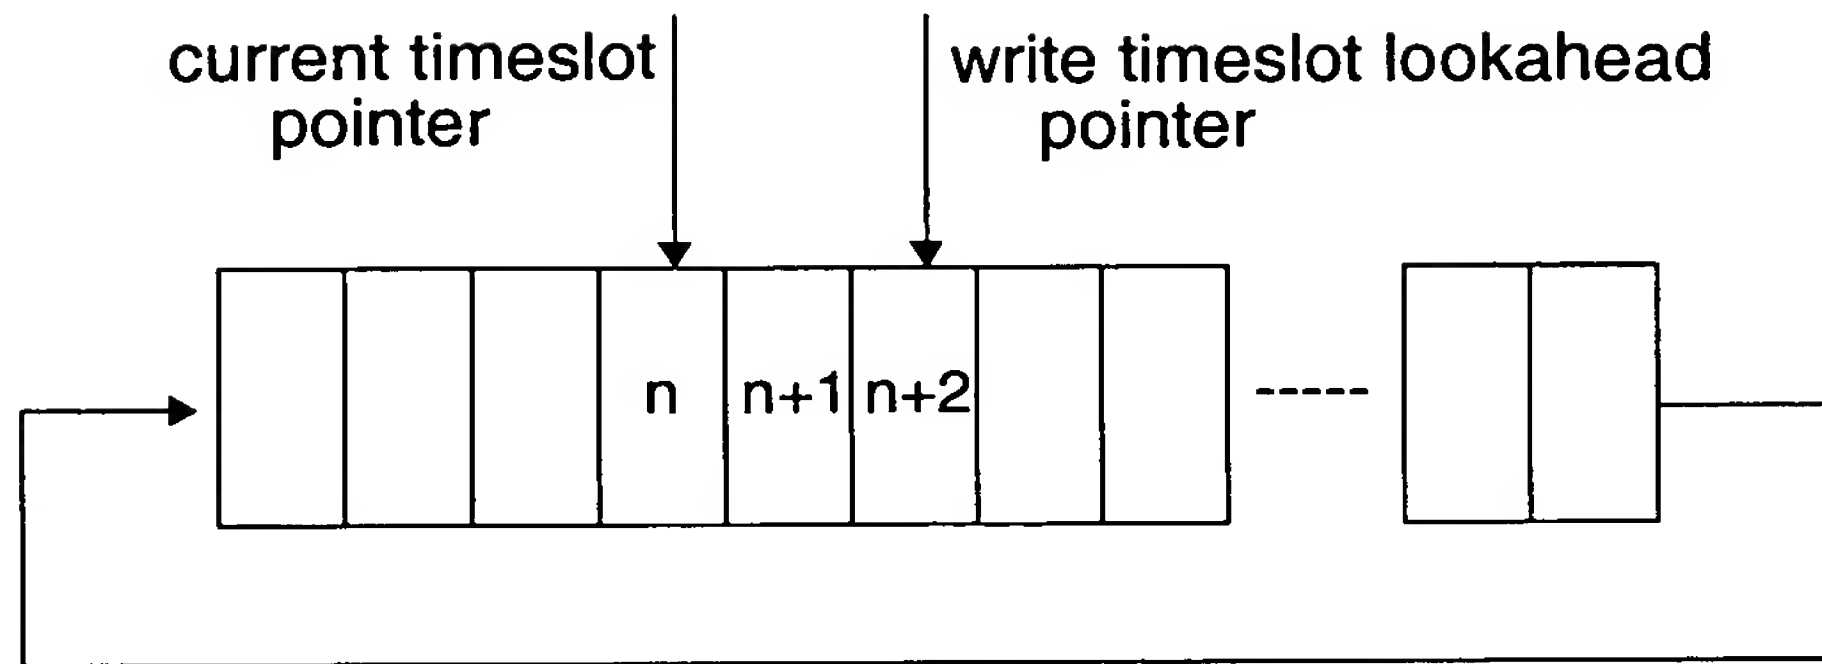 current timeslot
pointer
write timeslot lookahead
pointer
n
n+1
n+2